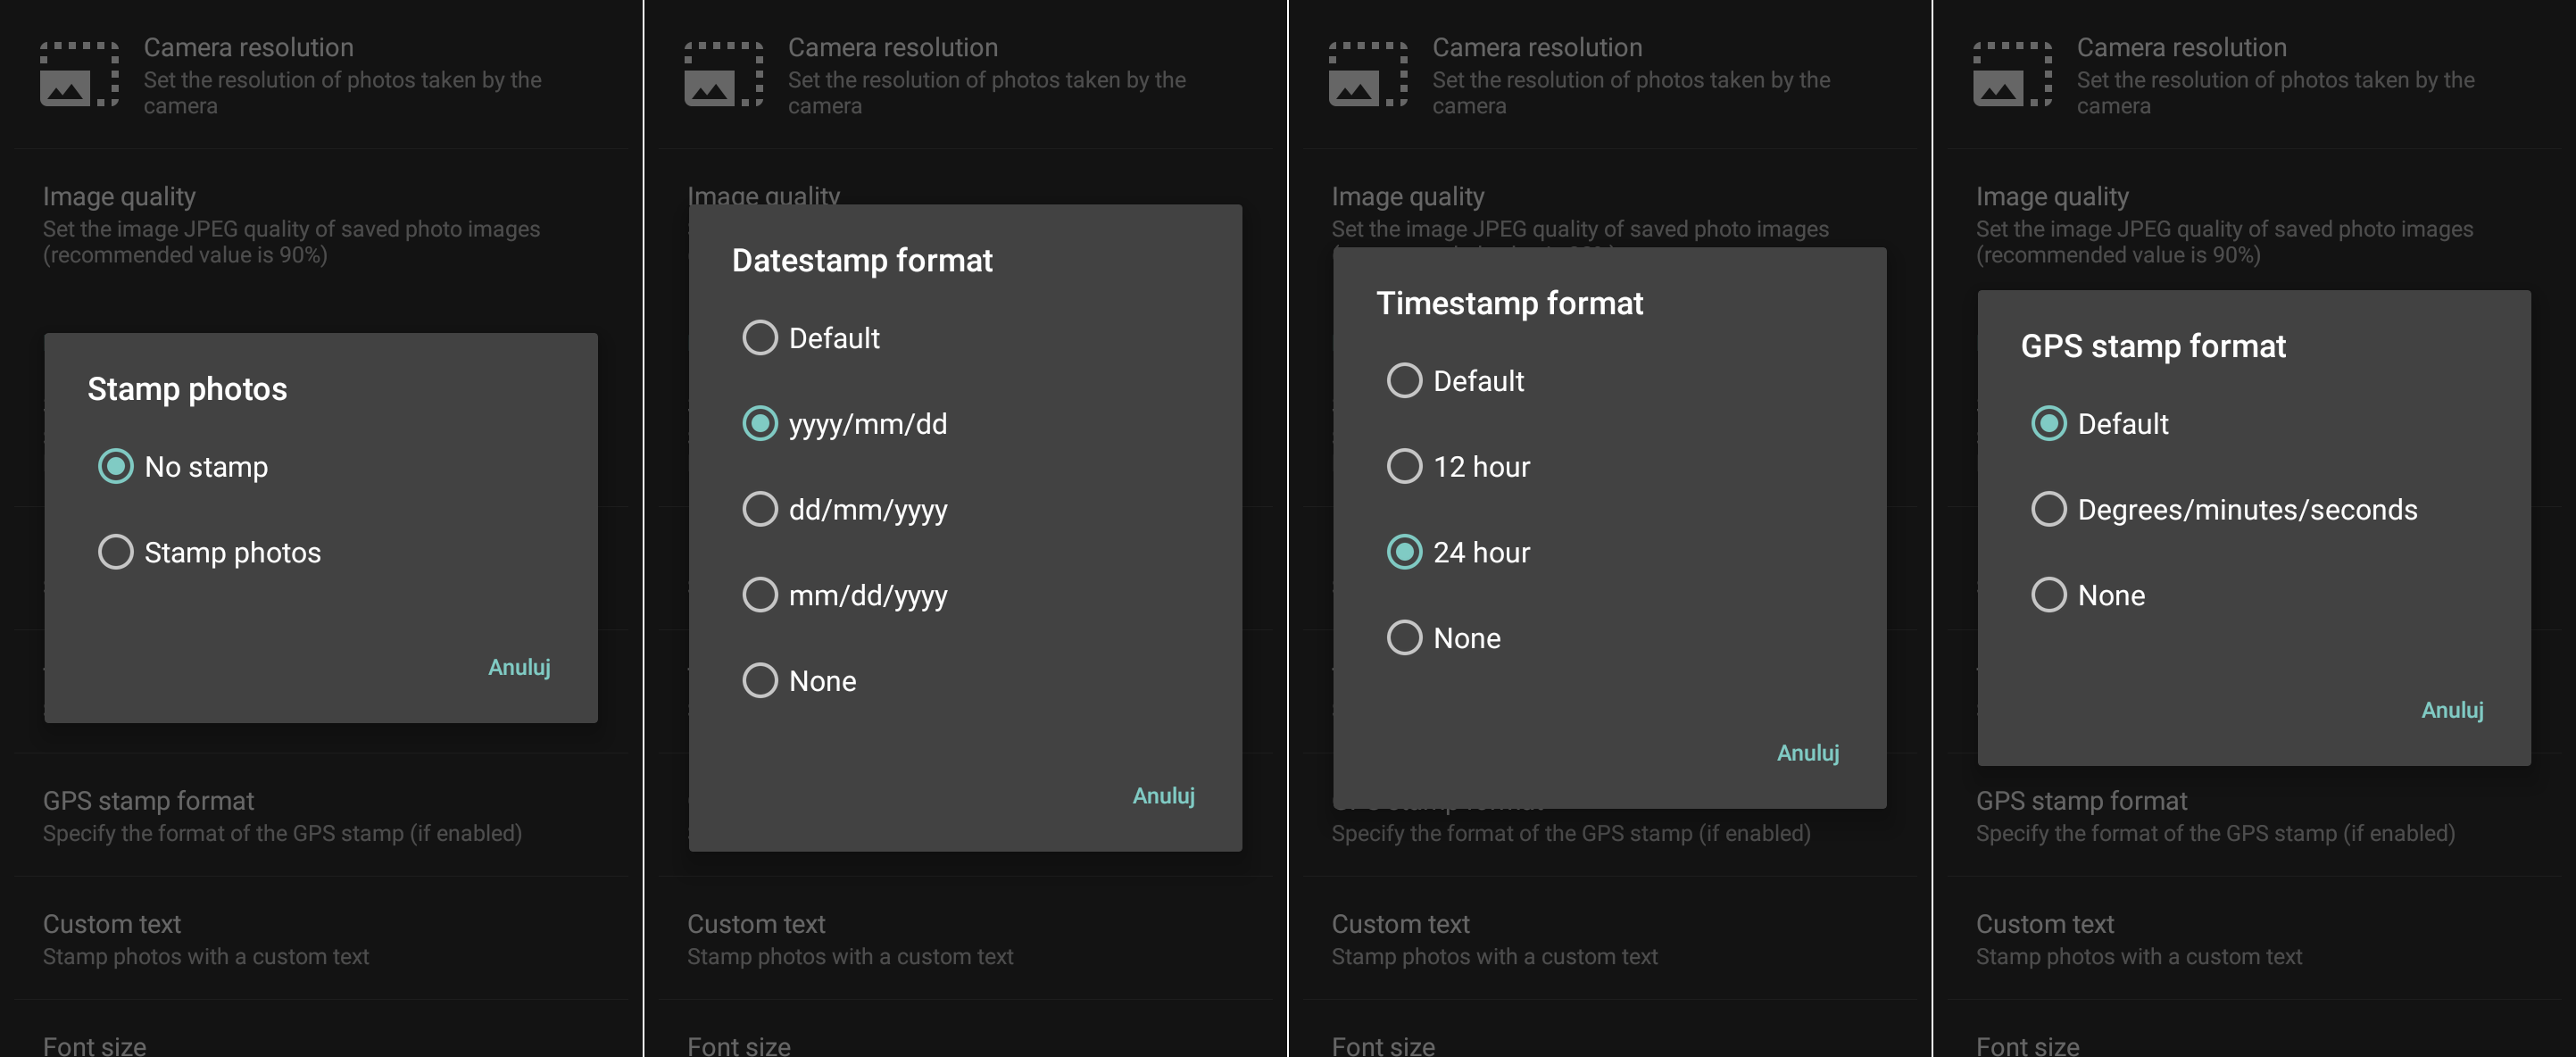 Camera resolution
Set the resolution of photos taken by the
camera
Image quality
Set the image JPEG quality of saved photo images
(recommended value is 90%)
Stamp photos
No stamp
Stamp photos
Anuluj
GPS stamp format
Specify the format of the GPS stamp (if enabled)
Custom text
Stamp photos with a custom text
Font size
Camera resolution
Set the resolution of photos taken by the
camera
Image quality
Datestamp format
Default
yyyy/mm/dd
dd/mm/yyyy
mm/dd/yyyy
None
Anuluj
Custom text
Stamp photos with a custom text
Font size
Camera resolution
Set the resolution of photos taken by the
camera
Image quality
Set the image JPEG quality of saved photo images
Timestamp format
Default
12 hour
24 hour
None
Anuluj
Specify the format of the GPS stamp (if enabled)
Custom text
Stamp photos with a custom text
Font size
Camera resolution
Set the resolution of photos taken by the
camera
Image quality
Set the image JPEG quality of saved photo images
(recommended value is 90%)
GPS stamp format
Default
Degrees/minutes/seconds
None
Anuluj
GPS stamp format
Specify the format of the GPS stamp (if enabled)
Custom text
Stamp photos with a custom text
Font size